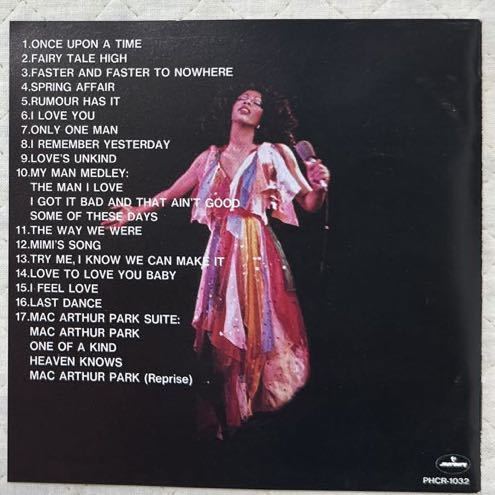 1.ONCE UPON A TIME
2.FAIRY TALE HIGH
3.FASTER AND FASTER TO NOWHERE
4.SPRING AFFAIR
5.RUMOUR HAS IT
6.I LOVE YOU
7.ONLY ONE MAN
8.I REMEMBER YESTERDAY
9.LOVE'S UNKIND
10.MY MAN MEDLEY:
THE MAN I LOVE
I GOT IT BAD AND THAT AIN'T GOOD
SOME OF THESE DAYS
11.THE WAY WE WERE
12.MIMI'S SONG
13.TRY ME, I KNOW WE CAN MAKE IT
14.LOVE TO LOVE YOU BABY
15.I FEEL LOVE
16.LAST DANCE
17.MAC ARTHUR PARK SUITE:
MAC ARTHUR PARK
ONE OF A KIND
HEAVEN KNOWS
MAC ARTHUR PARK (Reprise)
mercury
PHCR-1032